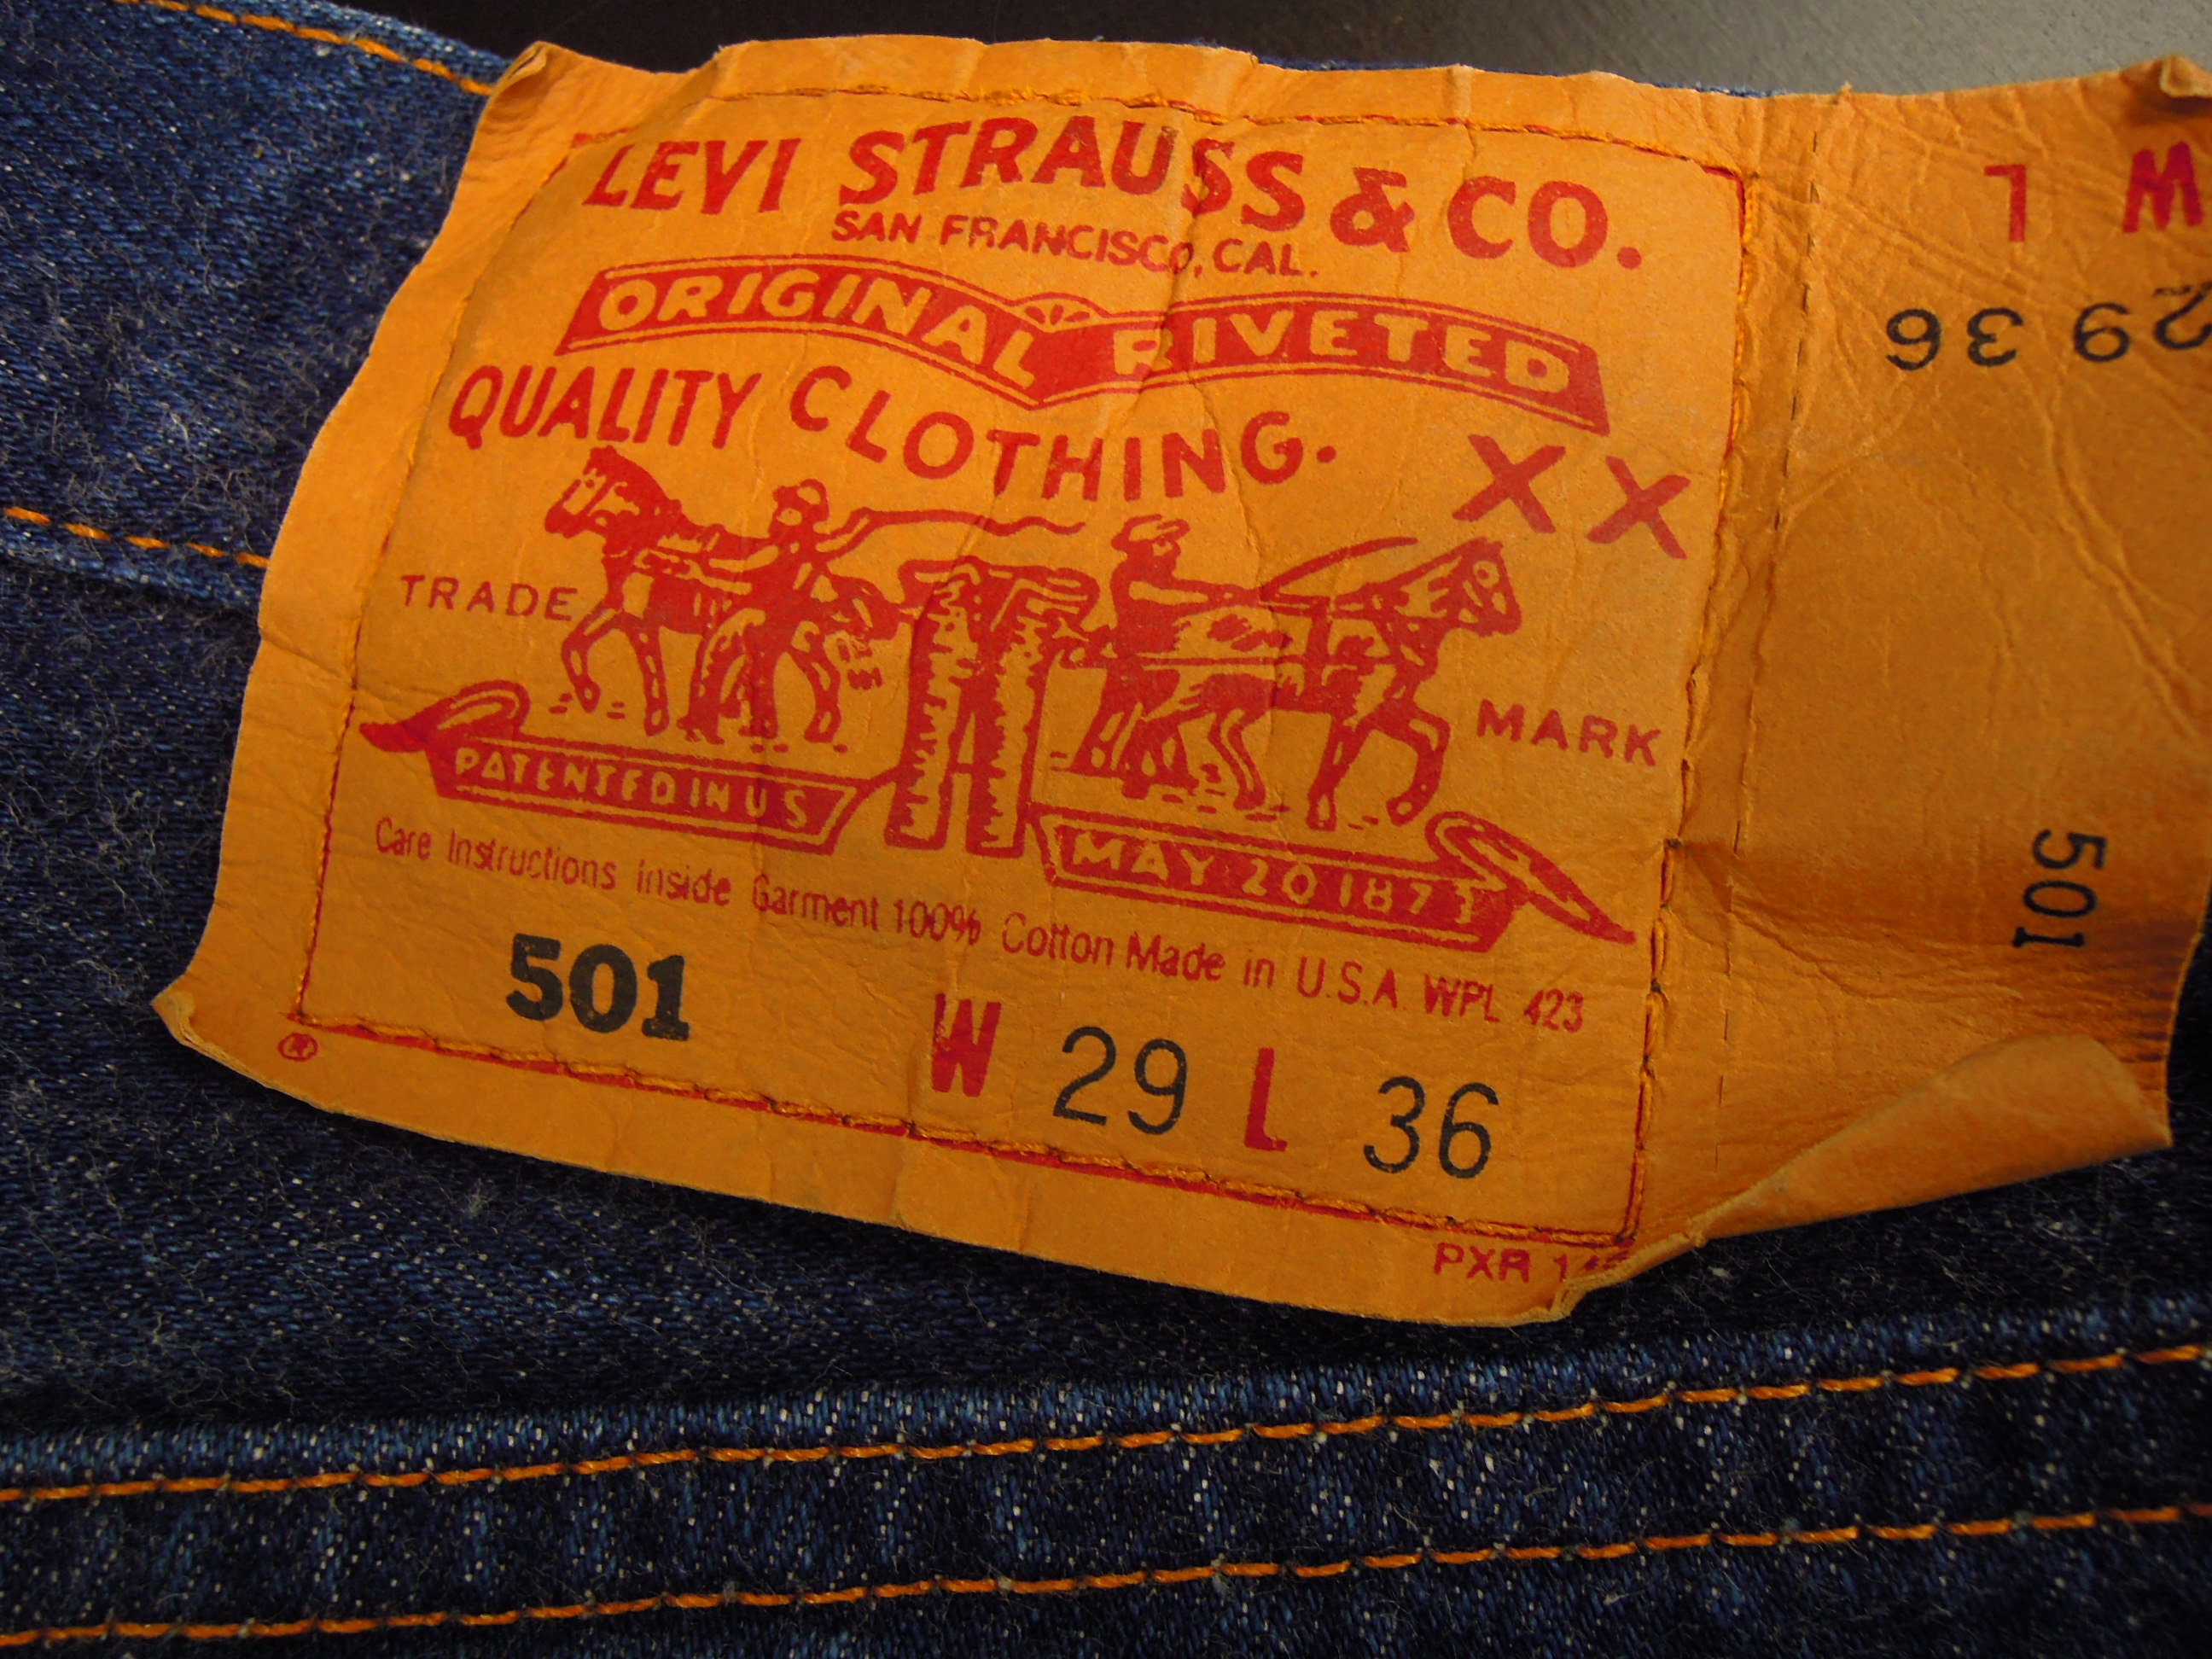 LEVI STRAUSS & CO.
SAN FRANCISCO, CAL.
ORIGINAL RIVETED
QUALITY CLOTHING.
XX
TRADE MARK
PATENTED IN U S
MAY 20 1873
Care Instructions inside Garment 100% Cotton Made in U.S.A. WPL 423
501 W 29 L 36
®
PXR
W L
29 36
501